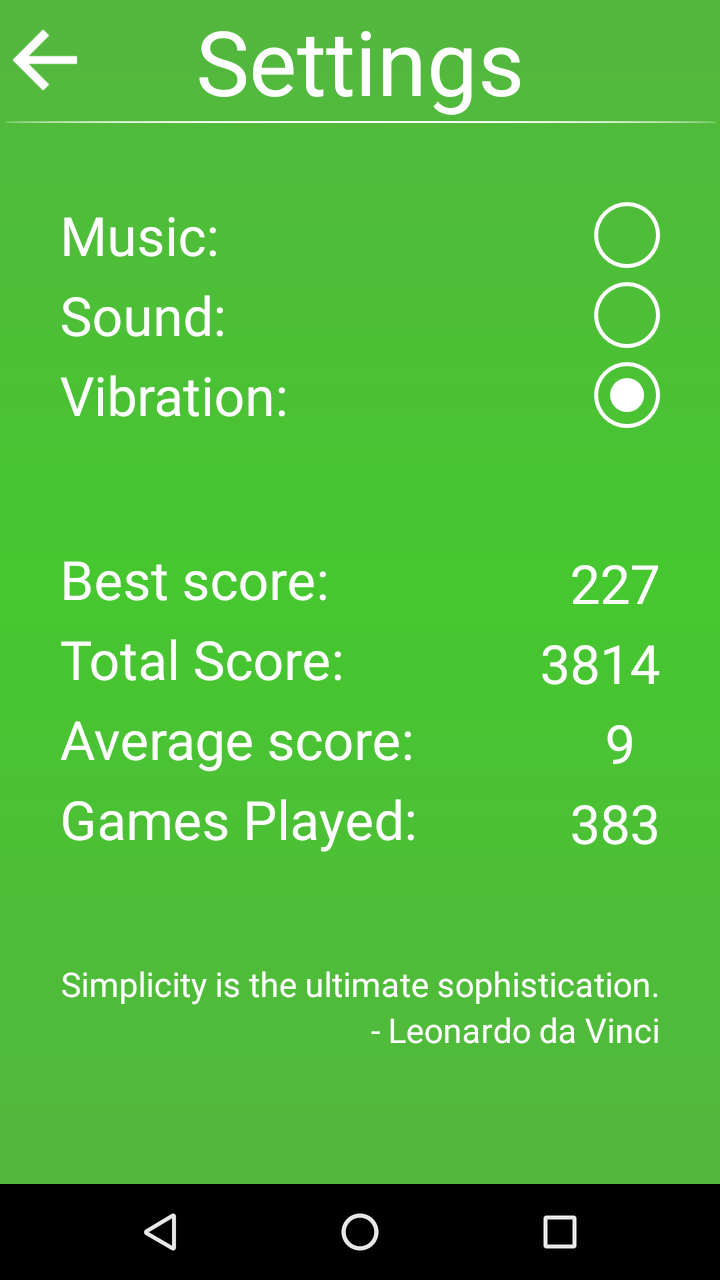 Settings
Music:
Sound:
Vibration:
Best score: 227
Total Score: 3814
Average score: 9
Games Played: 383
Simplicity is the ultimate sophistication.
- Leonardo da Vinci